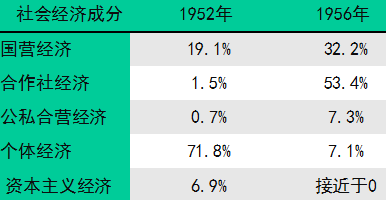 社会经济成分 1952年 1956年
国营经济 19.1% 32.2%
合作社经济 1.5% 53.4%
公私合营经济 0.7% 7.3%
个体经济 71.8% 7.1%
资本主义经济 6.9% 接近于0